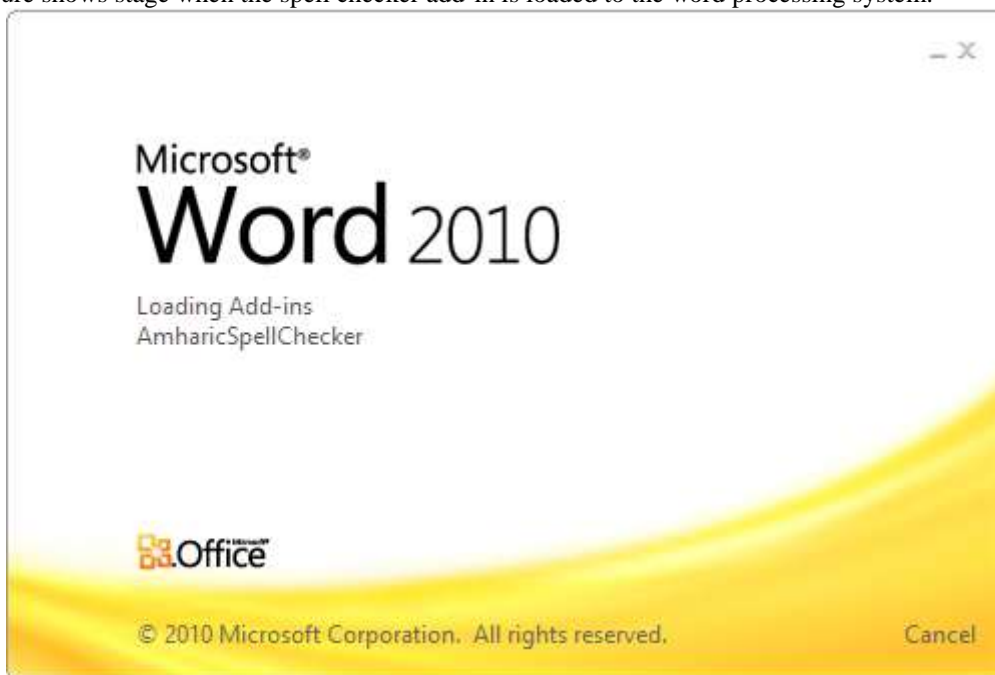 ure shows stage when the spell checker add-in is loaded to the word processing system.
Microsoft®
Word 2010
Loading Add-ins
AmharicSpellChecker
Microsoft®
Office
© 2010 Microsoft Corporation. All rights reserved.
Cancel